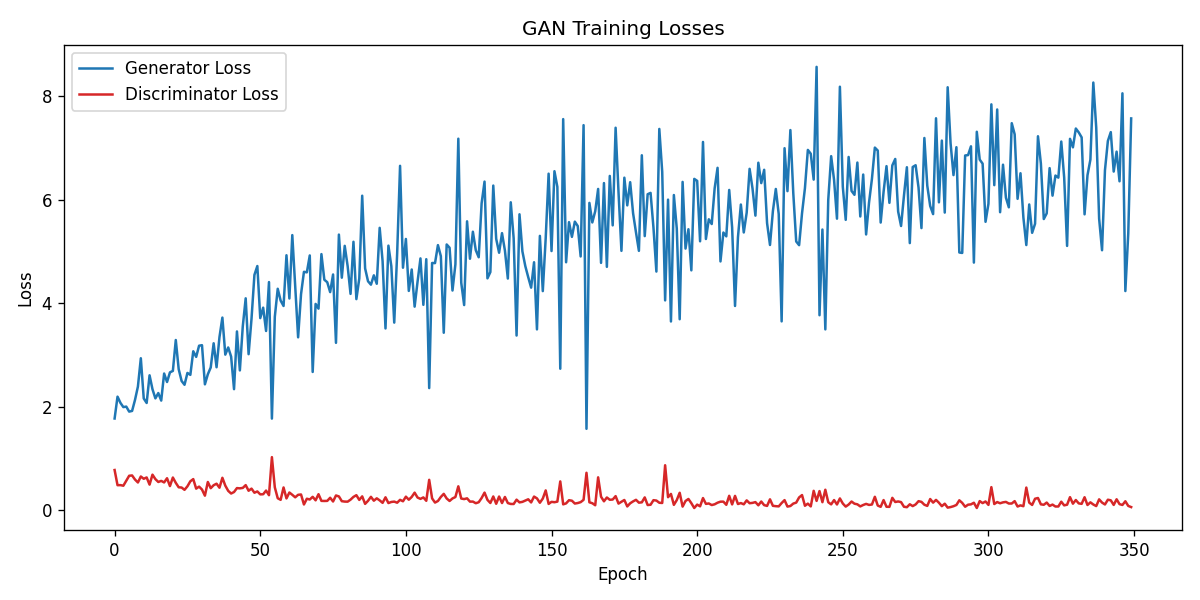 GAN Training Losses
Generator Loss
Discriminator Loss
Loss
8
6
4
2
0
0 50 100 150 200 250 300 350
Epoch